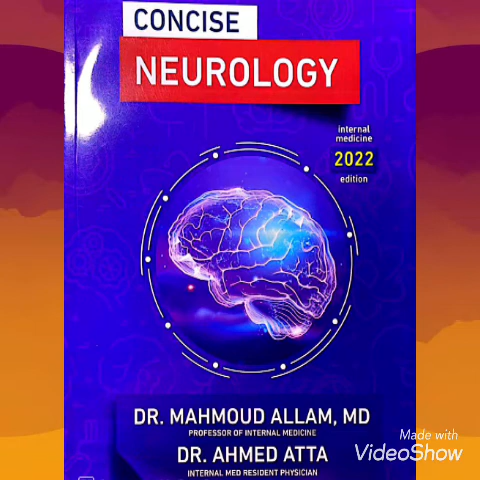 CONCISE
NEUROLOGY
internal
medicine
2022
edition
DR. MAHMOUD ALLAM, MD
PROFESSOR OF INTERNAL MEDICINE
DR. AHMED ATTA
INTERNAL MED RESIDENT PHYSICIAN
Made with
VideoShow